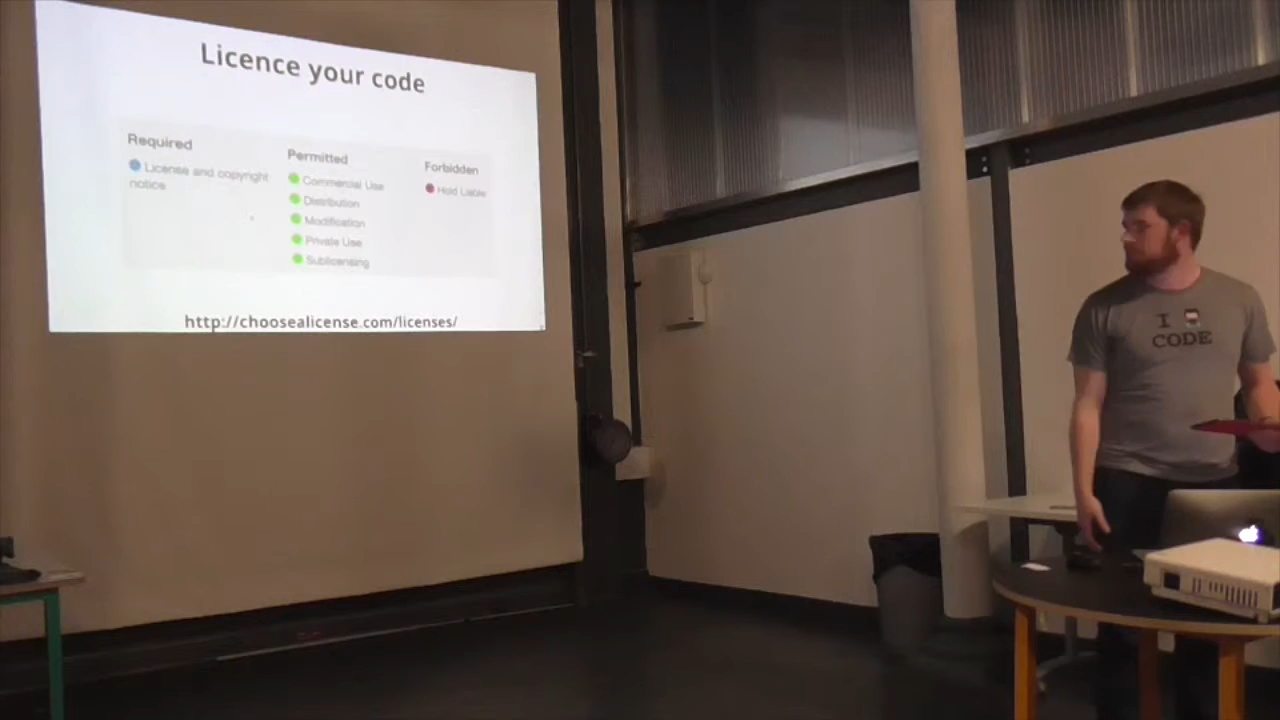 Licence your code
Required
License and copyright
notice
Permitted
Commercial Use
Distribution
Modification
Private Use
Sublicensing
Forbidden
Hold Liable
http://choosealicense.com/licenses/
I
CODE